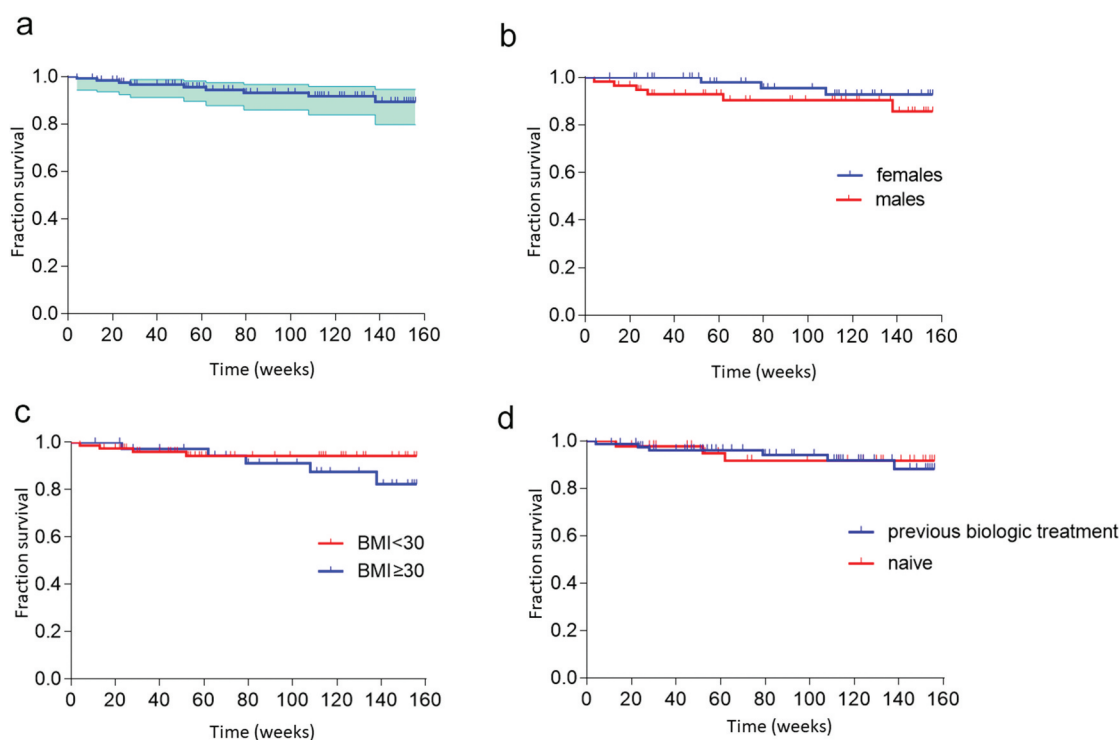 a
Fraction survival
1.0
0.8
0.6
0.4
0.2
0.0
0 20 40 60 80 100 120 140 160
Time (weeks)
b
Fraction survival
1.0
0.8
0.6
0.4
0.2
0.0
females
males
0 20 40 60 80 100 120 140 160
Time (weeks)
c
Fraction survival
1.0
0.8
0.6
0.4
0.2
0.0
BMI<30
BMI≥30
0 20 40 60 80 100 120 140 160
Time (weeks)
d
Fraction survival
1.0
0.8
0.6
0.4
0.2
0.0
previous biologic treatment
naive
0 20 40 60 80 100 120 140 160
Time (weeks)